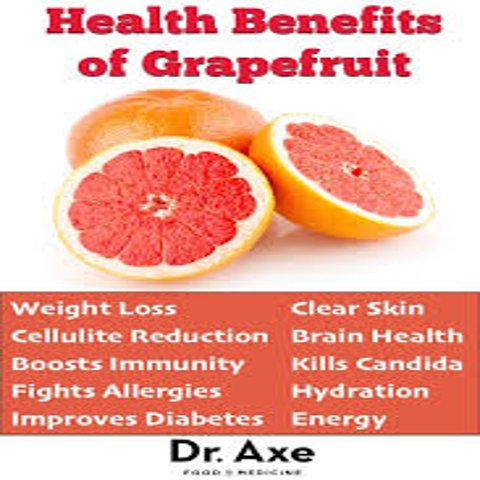 Health Benefits
of Grapefruit
Weight Loss
Cellulite Reduction
Boosts Immunity
Fights Allergies
Improves Diabetes
Clear Skin
Brain Health
Kills Candida
Hydration
Energy
Dr. Axe
FOOD IS MEDICINE